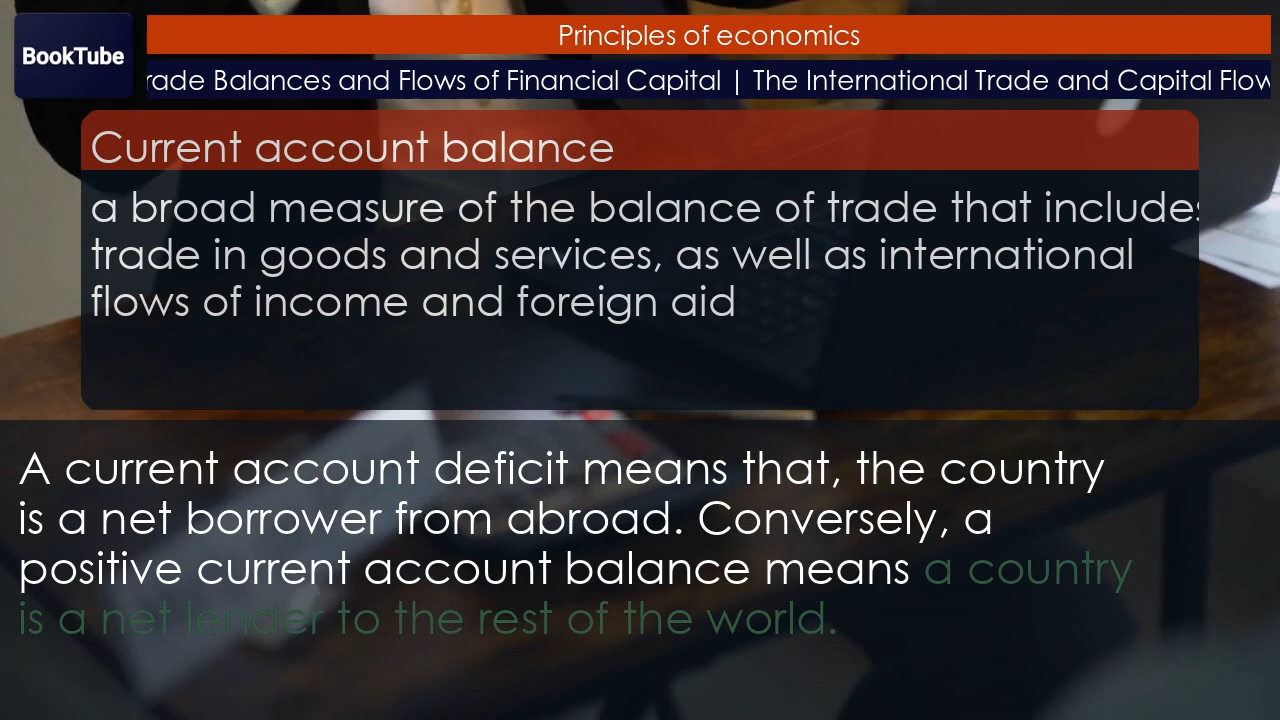 BookTube
Principles of economics
rade Balances and Flows of Financial Capital | The International Trade and Capital Flow
Current account balance
a broad measure of the balance of trade that includes
trade in goods and services, as well as international
flows of income and foreign aid
A current account deficit means that, the country
is a net borrower from abroad. Conversely, a
positive current account balance means a country
is a net lender to the rest of the world.